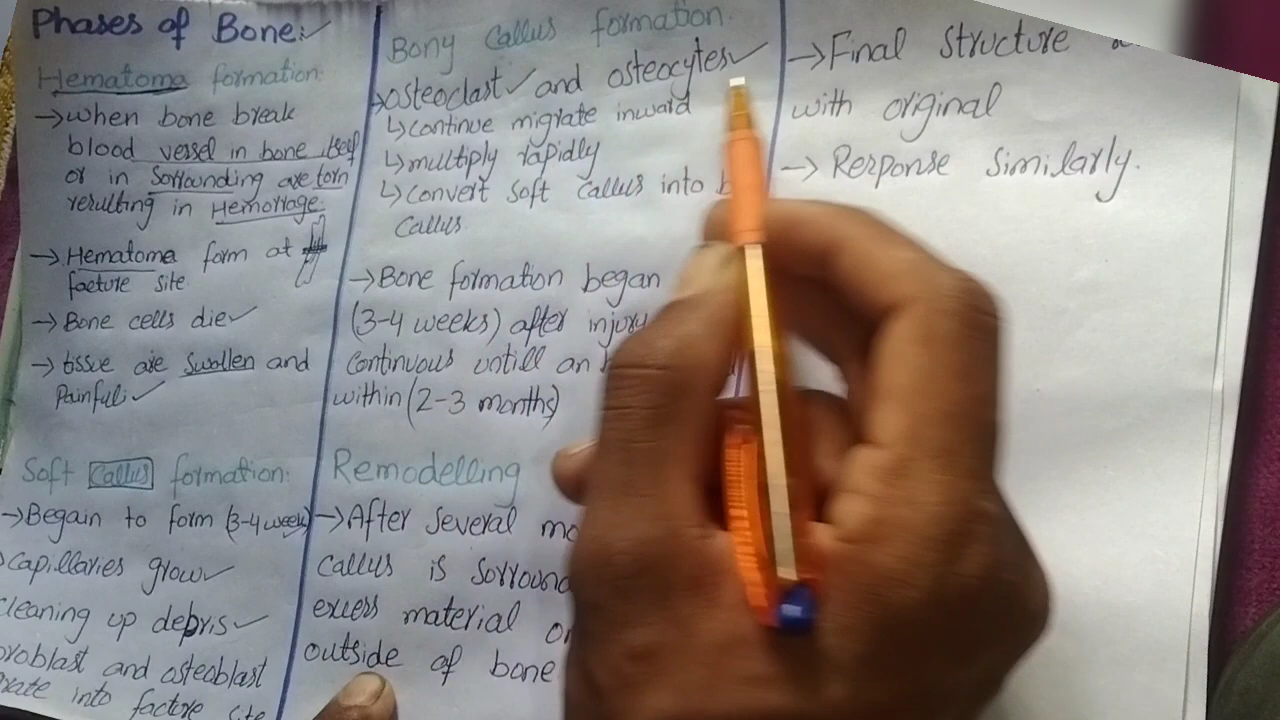 Phases of Bone:
Hematoma formation:
→ when bone break
blood vessel in bone itself
or in Sorrounding are torn
resulting in Hemorrage.
→ Hematoma form at
facture site
→ Bone cells die
→ tissue are swollen and
Painful:
Soft Callus formation:
→ Begain to form (3-4 week)
Capillaries grow
cleaning up debris
and osteoblast
into factore site
Bony Callus formation.
→ osteoclast and osteocytes
↳ continue migrate inward
↳ multiply rapidly
↳ convert soft callus into
Callus
→ Bone formation began
(3-4 weeks) after injury
Continuous untill an
within (2-3 months)
Remodelling
→ After several
Callus is
excess material
outside of bone
→ Final structure
with original
→ Response similarly.